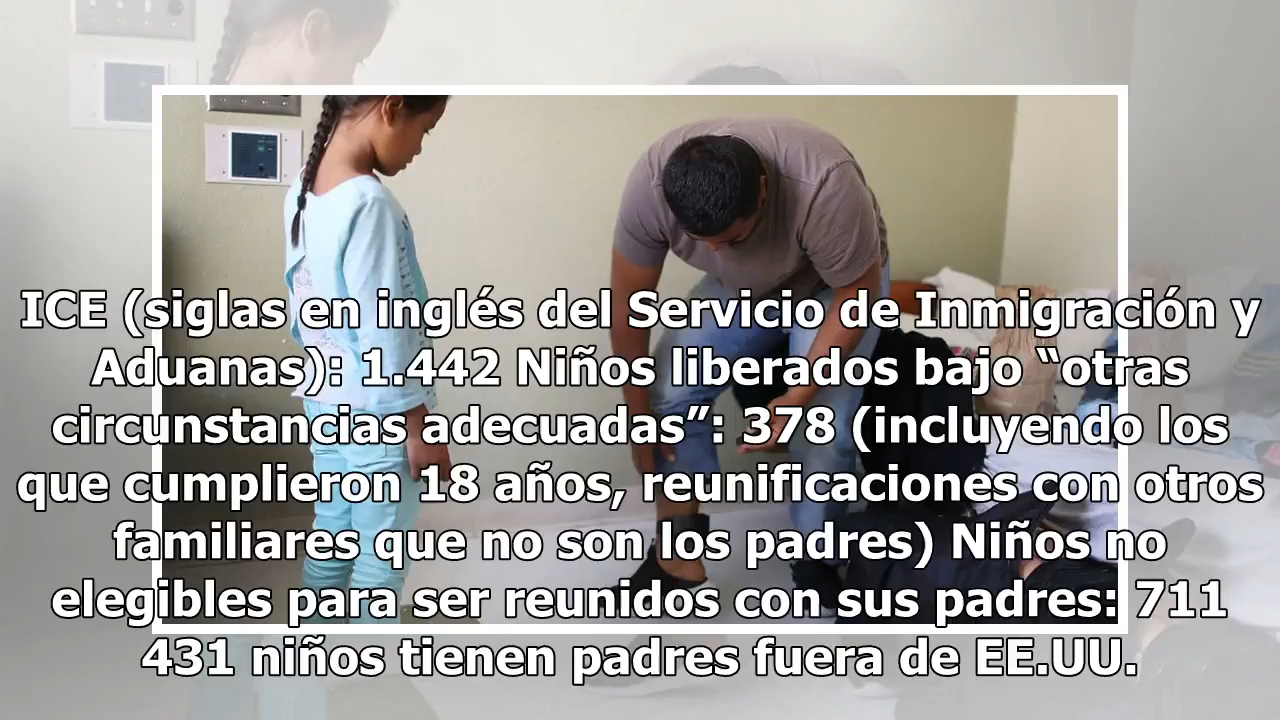 ICE (siglas en inglés del Servicio de Inmigración y
Aduanas): 1.442 Niños liberados bajo “otras
circunstancias adecuadas”: 378 (incluyendo los
que cumplieron 18 años, reunificaciones con otros
familiares que no son los padres) Niños no
elegibles para ser reunidos con sus padres: 711
431 niños tienen padres fuera de EE.UU.